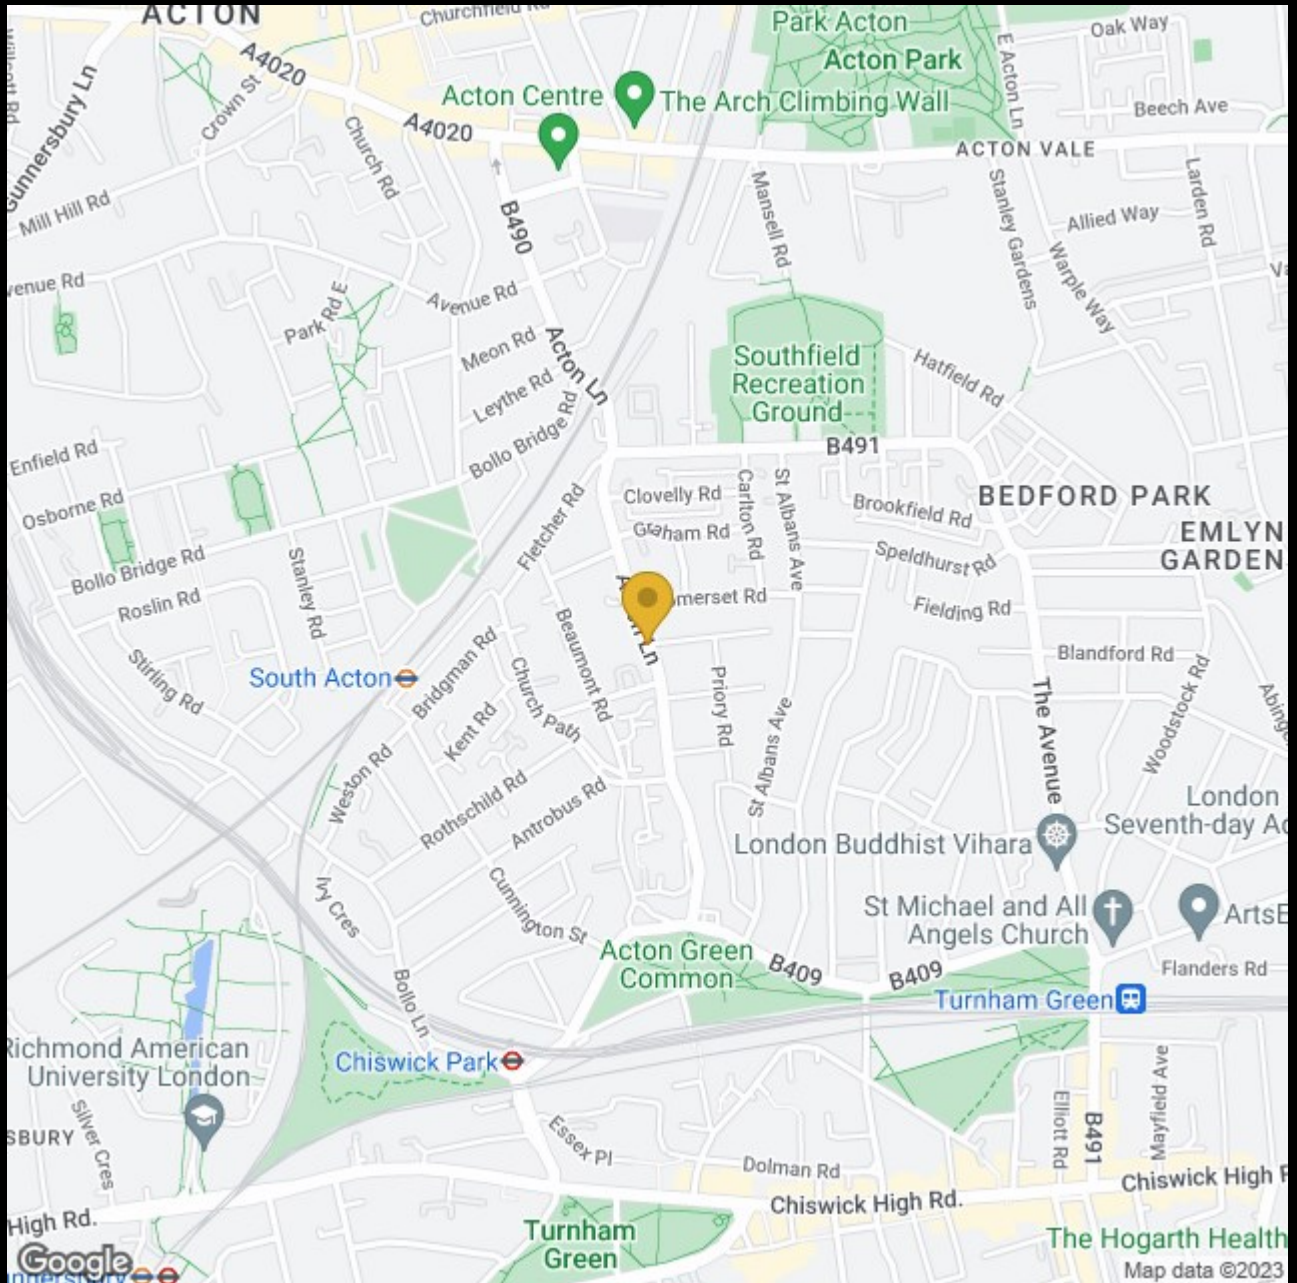 ACTON
Churchfield Rd
A4020
Park Acton
Acton Park
Oak Way
E Acton Ln
Beech Ave
Gunnersbury Ln
Crown St
Acton Centre
The Arch Climbing Wall
A4020
Church Rd
ACTON VALE
Mill Hill Rd
B490
Mansell Rd
Stanley Gardens
Allied Way
Larden Rd
Warple Way
Avenue Rd
Park Rd E
Meon Rd
Acton Ln
Leythe Rd
Southfield
Recreation
Ground
Hatfield Rd
Bollo Bridge Rd
B491
Enfield Rd
Osborne Rd
Clovelly Rd
Carlton Rd
St Albans Ave
Brookfield Rd
BEDFORD PARK
Fletcher Rd
Graham Rd
EMLYN
GARDEN
Bollo Bridge Rd
Stanley Rd
Speldhurst Rd
Roslin Rd
merset Rd
Fielding Rd
Ln
Beaumont Rd
Blandford Rd
South Acton
Stirling Rd
Bridgman Rd
Church Path
Priory Rd
Kent Rd
The Avenue
Woodstock Rd
Weston Rd
St Albans Ave
Rothschild Rd
Antrobus Rd
London
Seventh-day Ad
London Buddhist Vihara
Ivy Cres
Cunnington St
St Michael and All
Angels Church
ArtsE
Acton Green
Common
B409
B409
Flanders Rd
Bollo Ln
Turnham Green
Richmond American
University London
Chiswick Park
Silver Cres
SBURY
Essex Pl
Elliott Rd
B491
Mayfield Ave
Dolman Rd
Chiswick High Rd.
Chiswick High R
High Rd.
Turnham
Green
The Hogarth Health
Google
Map data ©2023